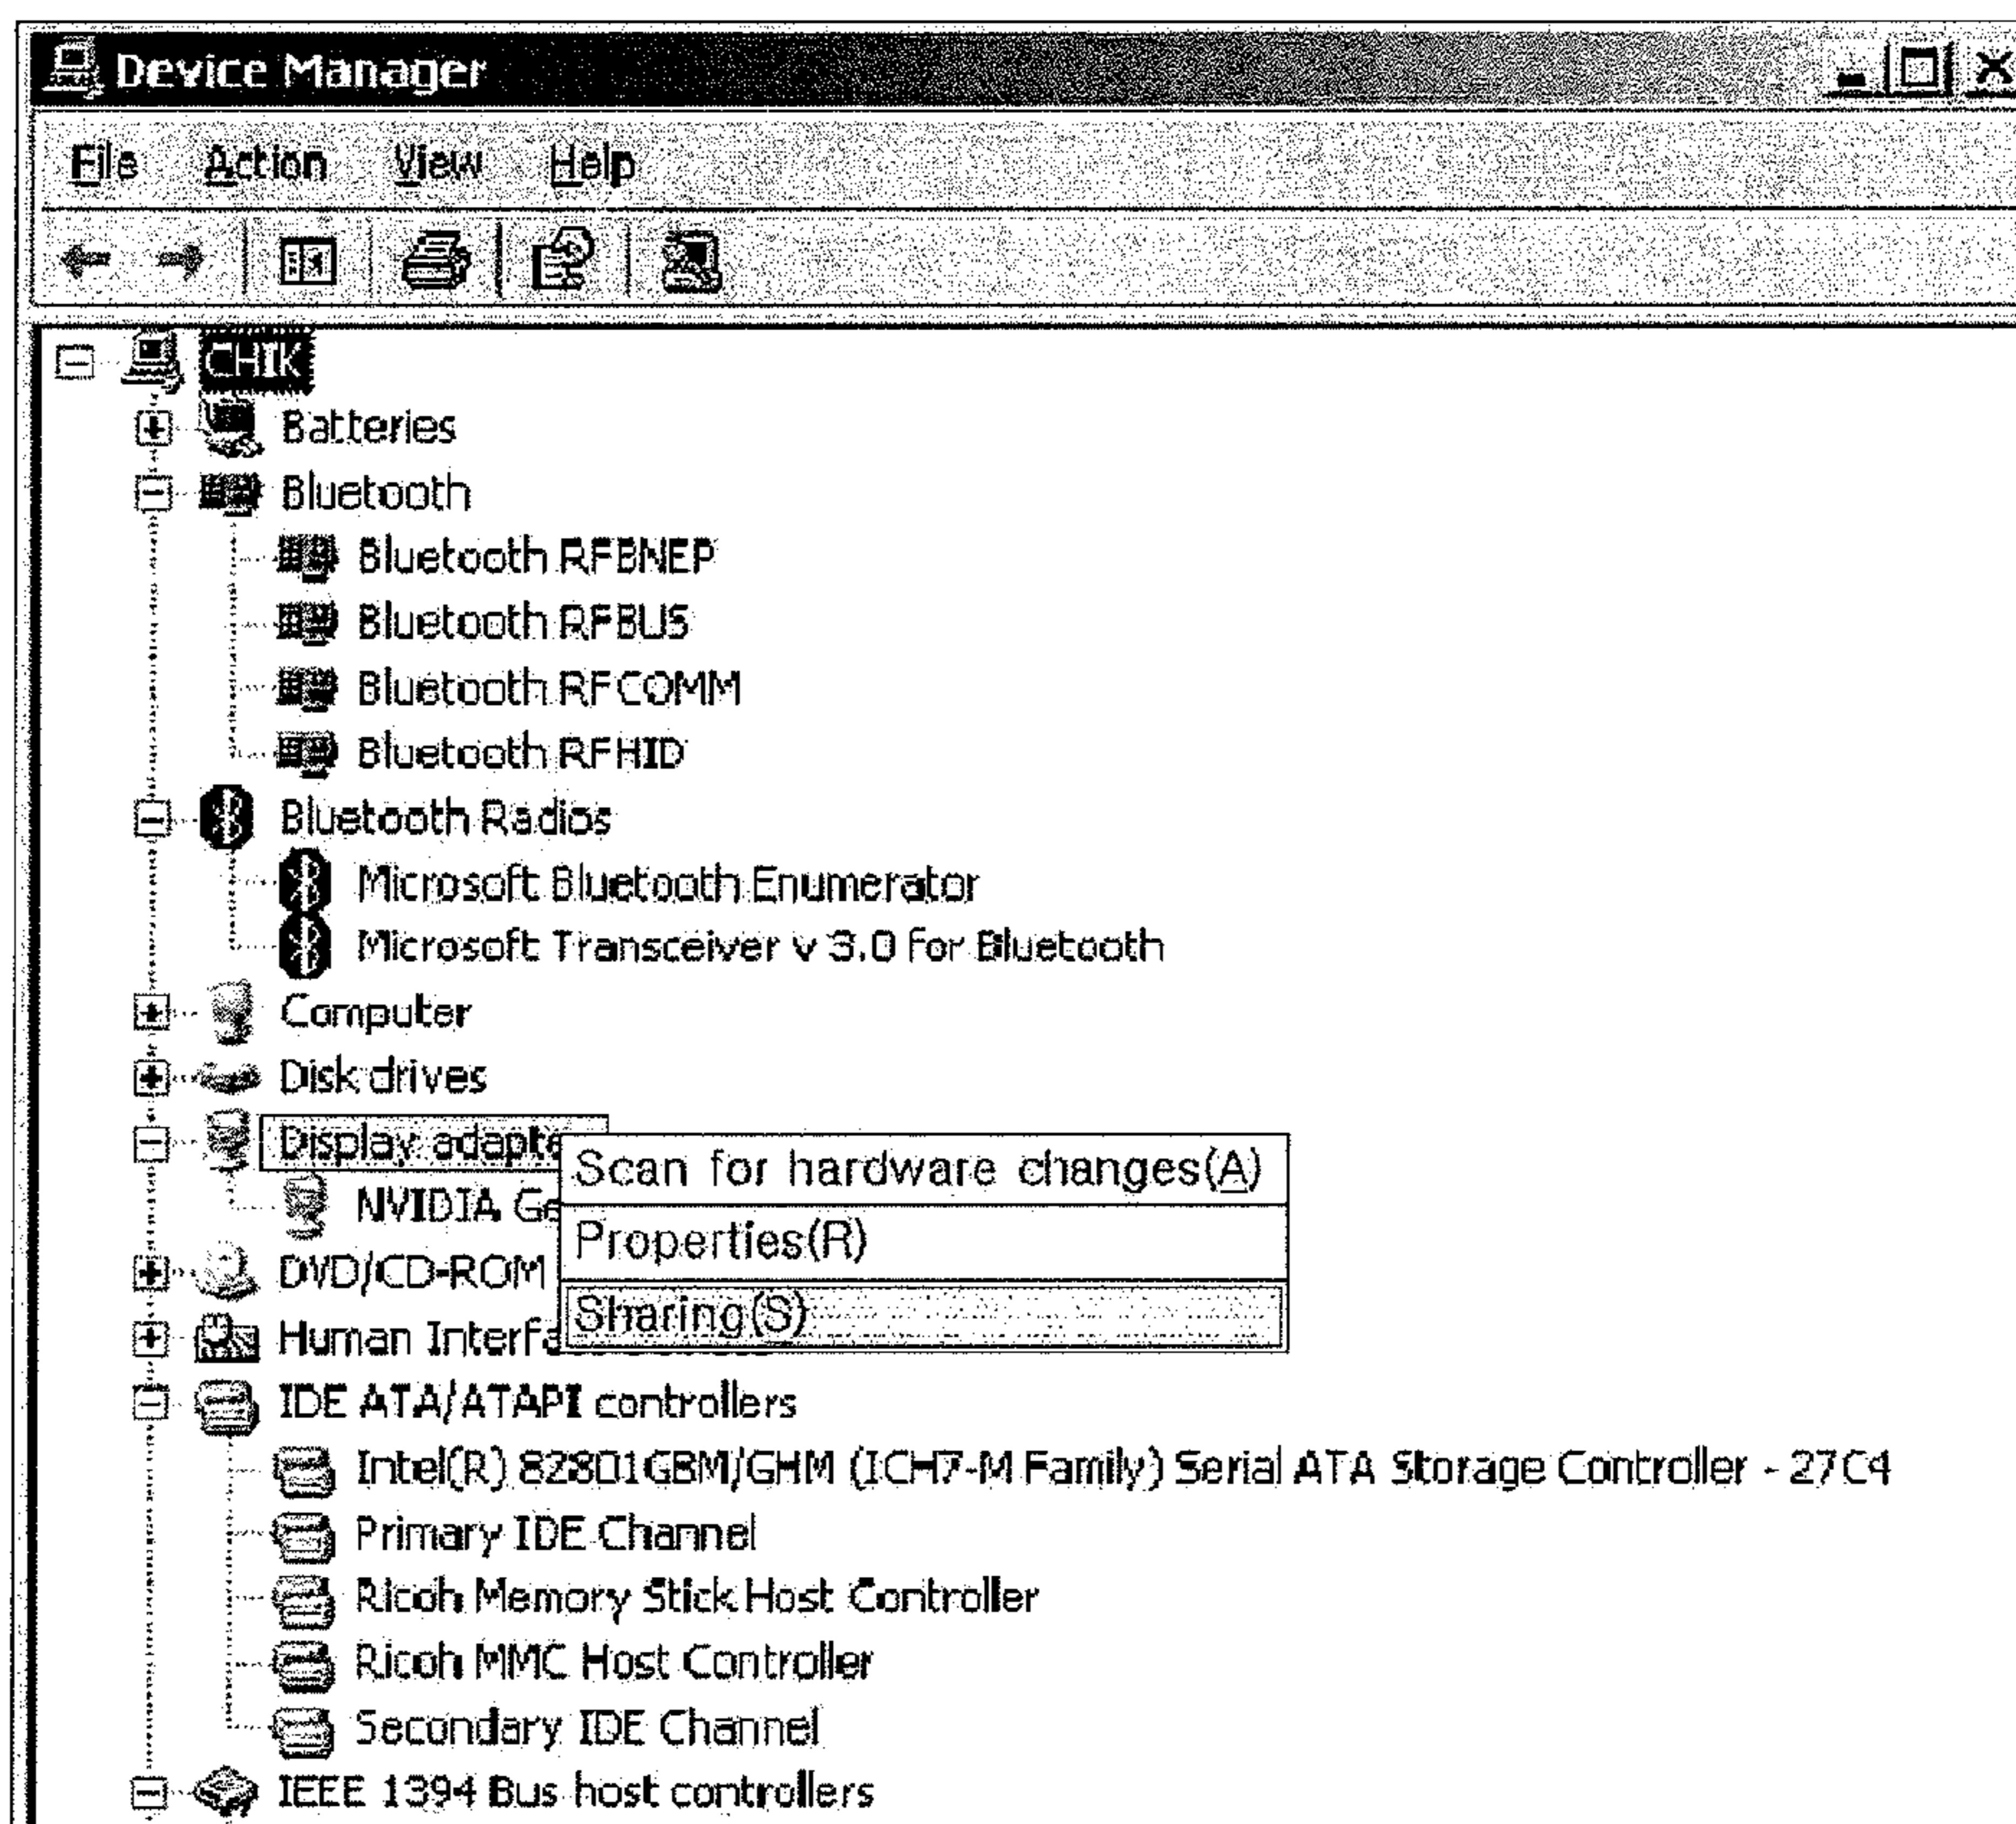 Device Manager
File Action View Help
CHIK
Batteries
Bluetooth
Bluetooth RFBNEP
Bluetooth RFBUS
Bluetooth RFCOMM
Bluetooth RFHID
Bluetooth Radios
Microsoft Bluetooth Enumerator
Microsoft Transceiver v 3.0 for Bluetooth
Computer
Disk drives
Display adapte
Scan for hardware changes(A)
NVIDIA Ge
Properties(R)
DVD/CD-ROM
Sharing(S)
Human Interfa
IDE ATA/ATAPI controllers
Intel(R) 82801GBM/GHM (ICH7-M Family) Serial ATA Storage Controller - 27C4
Primary IDE Channel
Ricoh Memory Stick Host Controller
Ricoh MMC Host Controller
Secondary IDE Channel
IEEE 1394 Bus host controllers